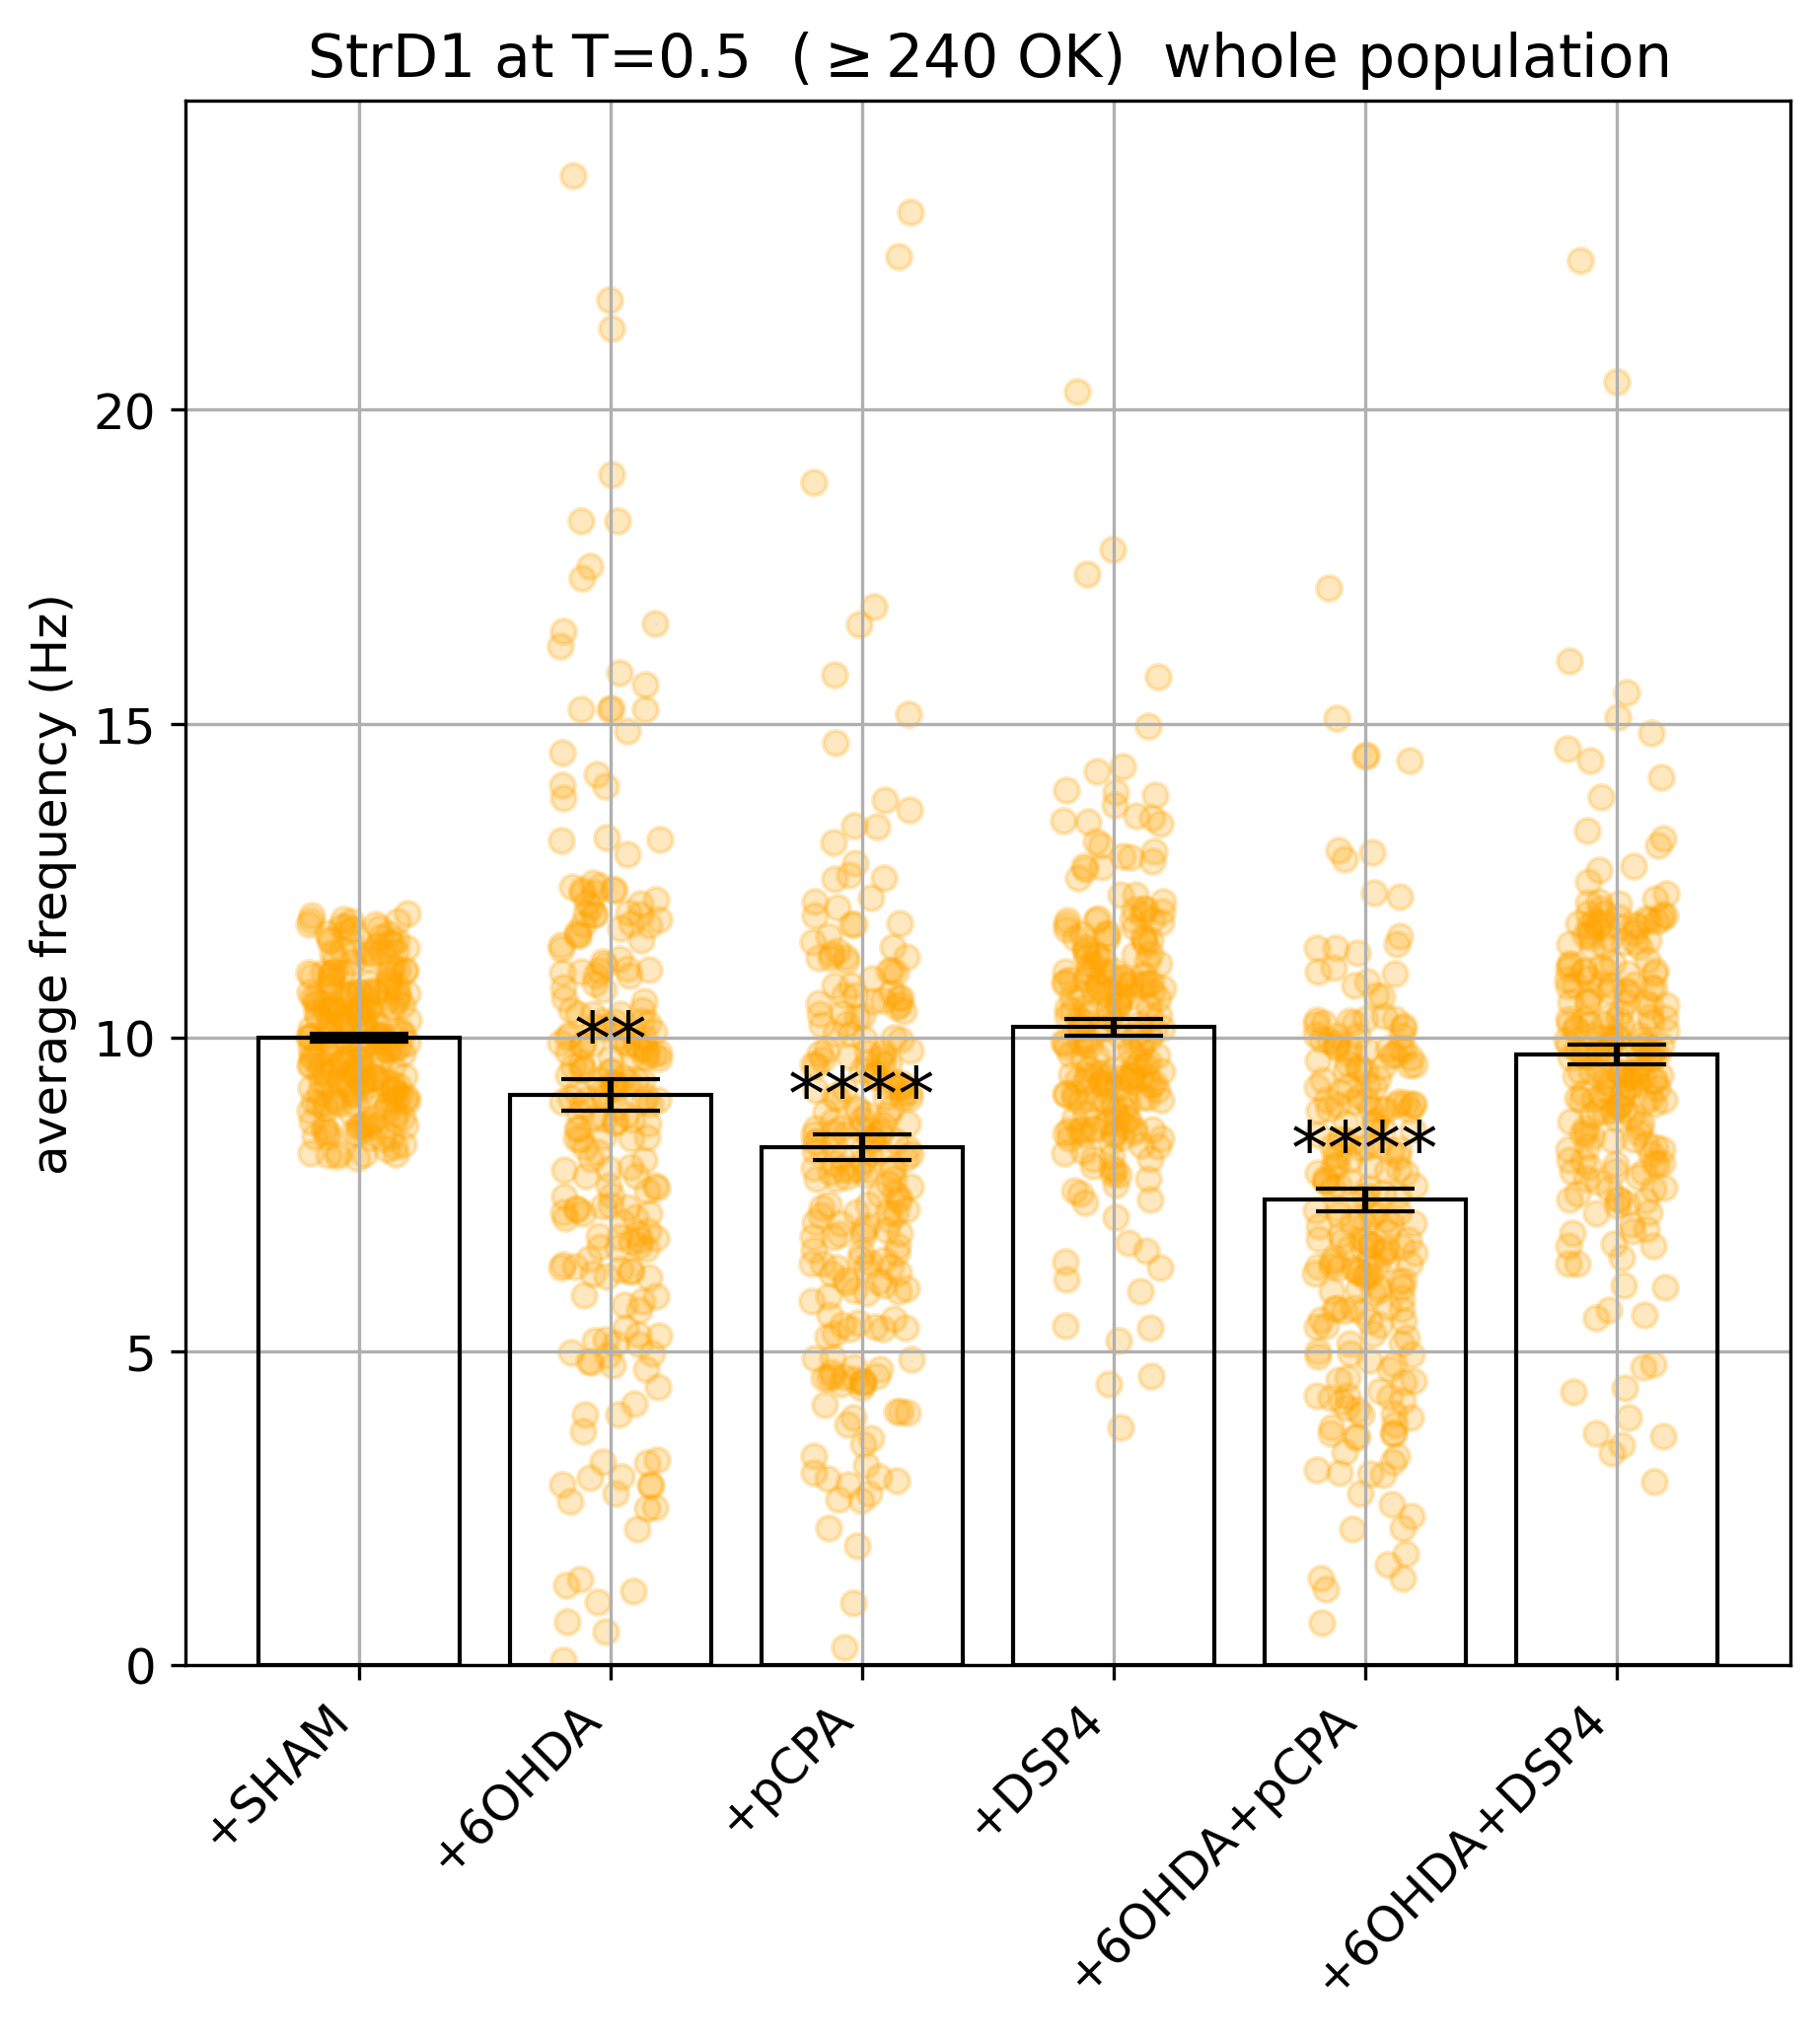 StrD1 at T=0.5 (≥240 OK) whole population
average frequency (Hz)
20
15
10
5
0
**
****
****
+SHAM
+6OHDA
+pCPA
+DSP4
+6OHDA+pCPA
+6OHDA+DSP4